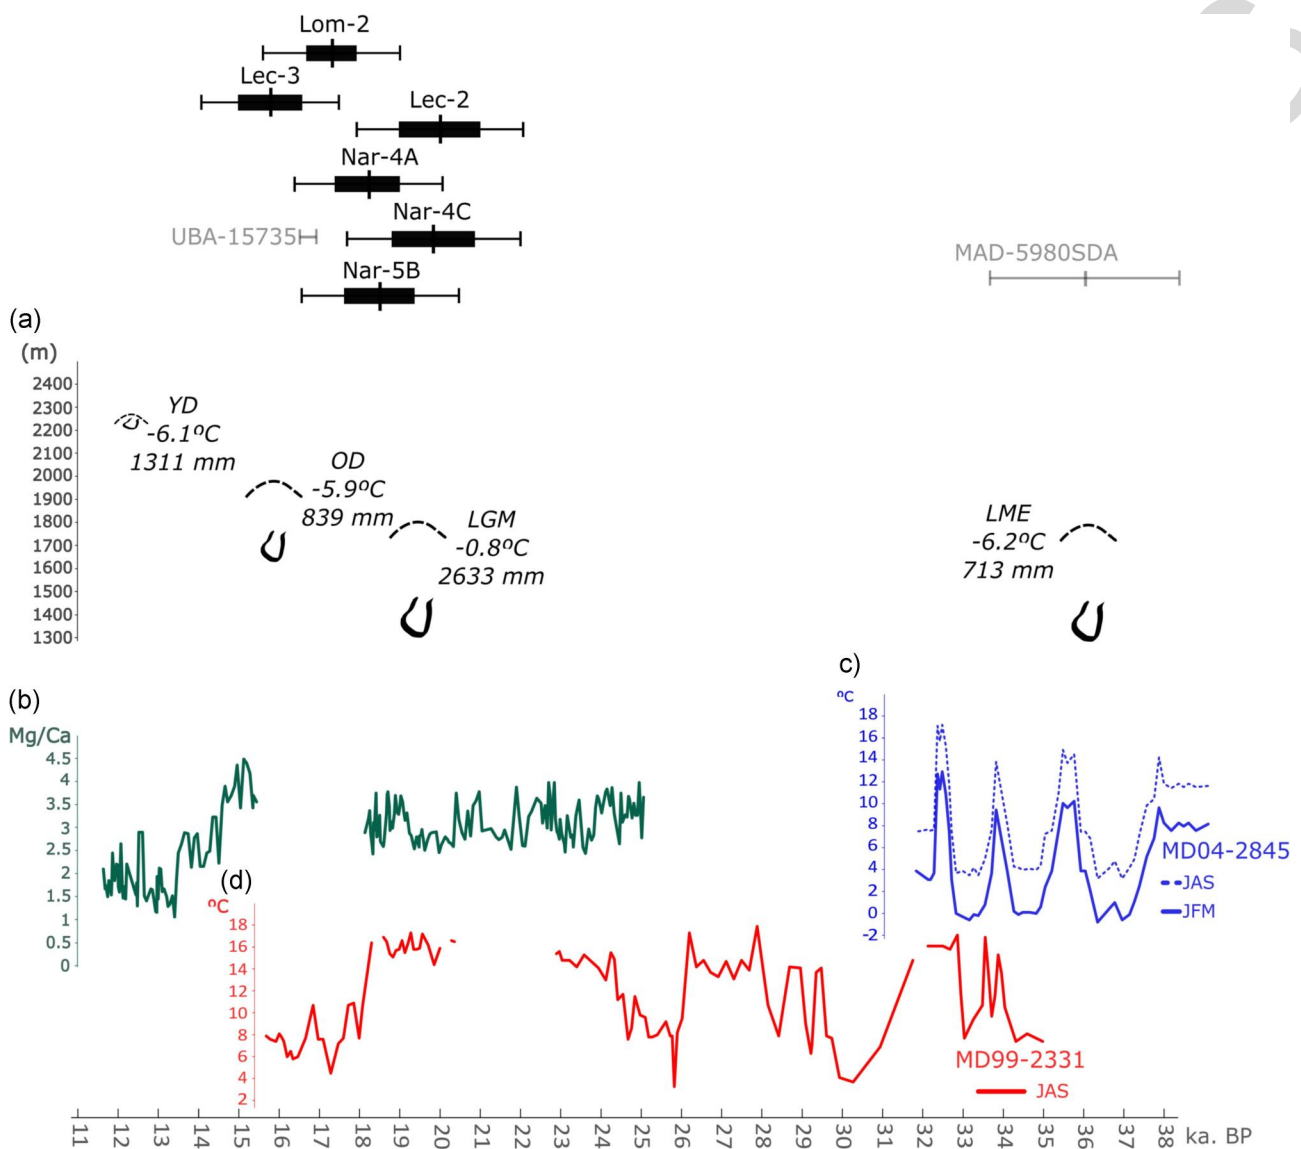 Lom-2
Lec-3
Lec-2
Nar-4A
Nar-4C
UBA-15735
Nar-5B
MAD-5980SDA
(a)
(m)
2400
2300
2200
2100
2000
1900
1800
1700
1600
1500
1400
1300
YD
-6.1ºC
1311 mm
OD
-5.9ºC
839 mm
LGM
-0.8ºC
2633 mm
LME
-6.2ºC
713 mm
(b)
Mg/Ca
4.5
4
3.5
3
2.5
2
1.5
1
0.5
0
c)
ºC
18
16
14
12
10
8
6
4
2
0
-2
MD04-2845
JAS
JFM
(d)
ºC
18
16
14
12
10
8
6
4
2
MD99-2331
JAS
11 12 13 14 15 16 17 18 19 20 21 22 23 24 25 26 27 28 29 30 31 32 33 34 35 36 37 38 ka. BP